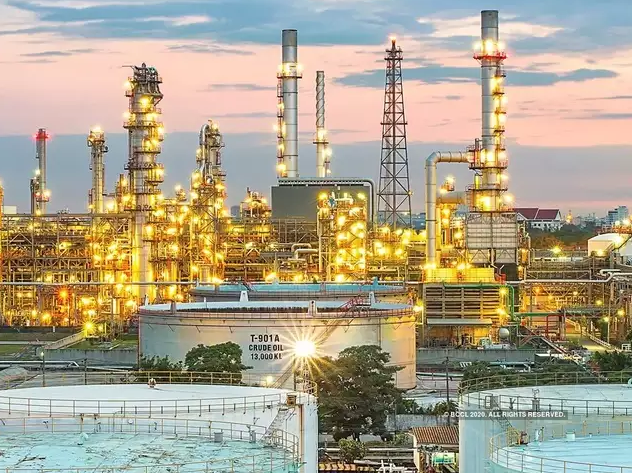 T-901A
CRUDE OIL
13,000 KL
BCCL 2020. ALL RIGHTS RESERVED.